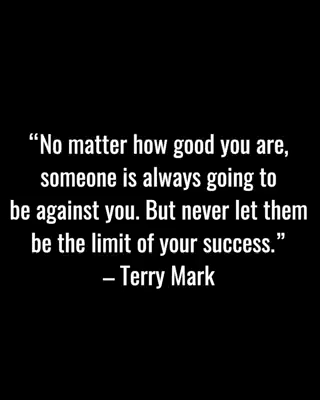 “No matter how good you are,
someone is always going to
be against you. But never let them
be the limit of your success.”
– Terry Mark